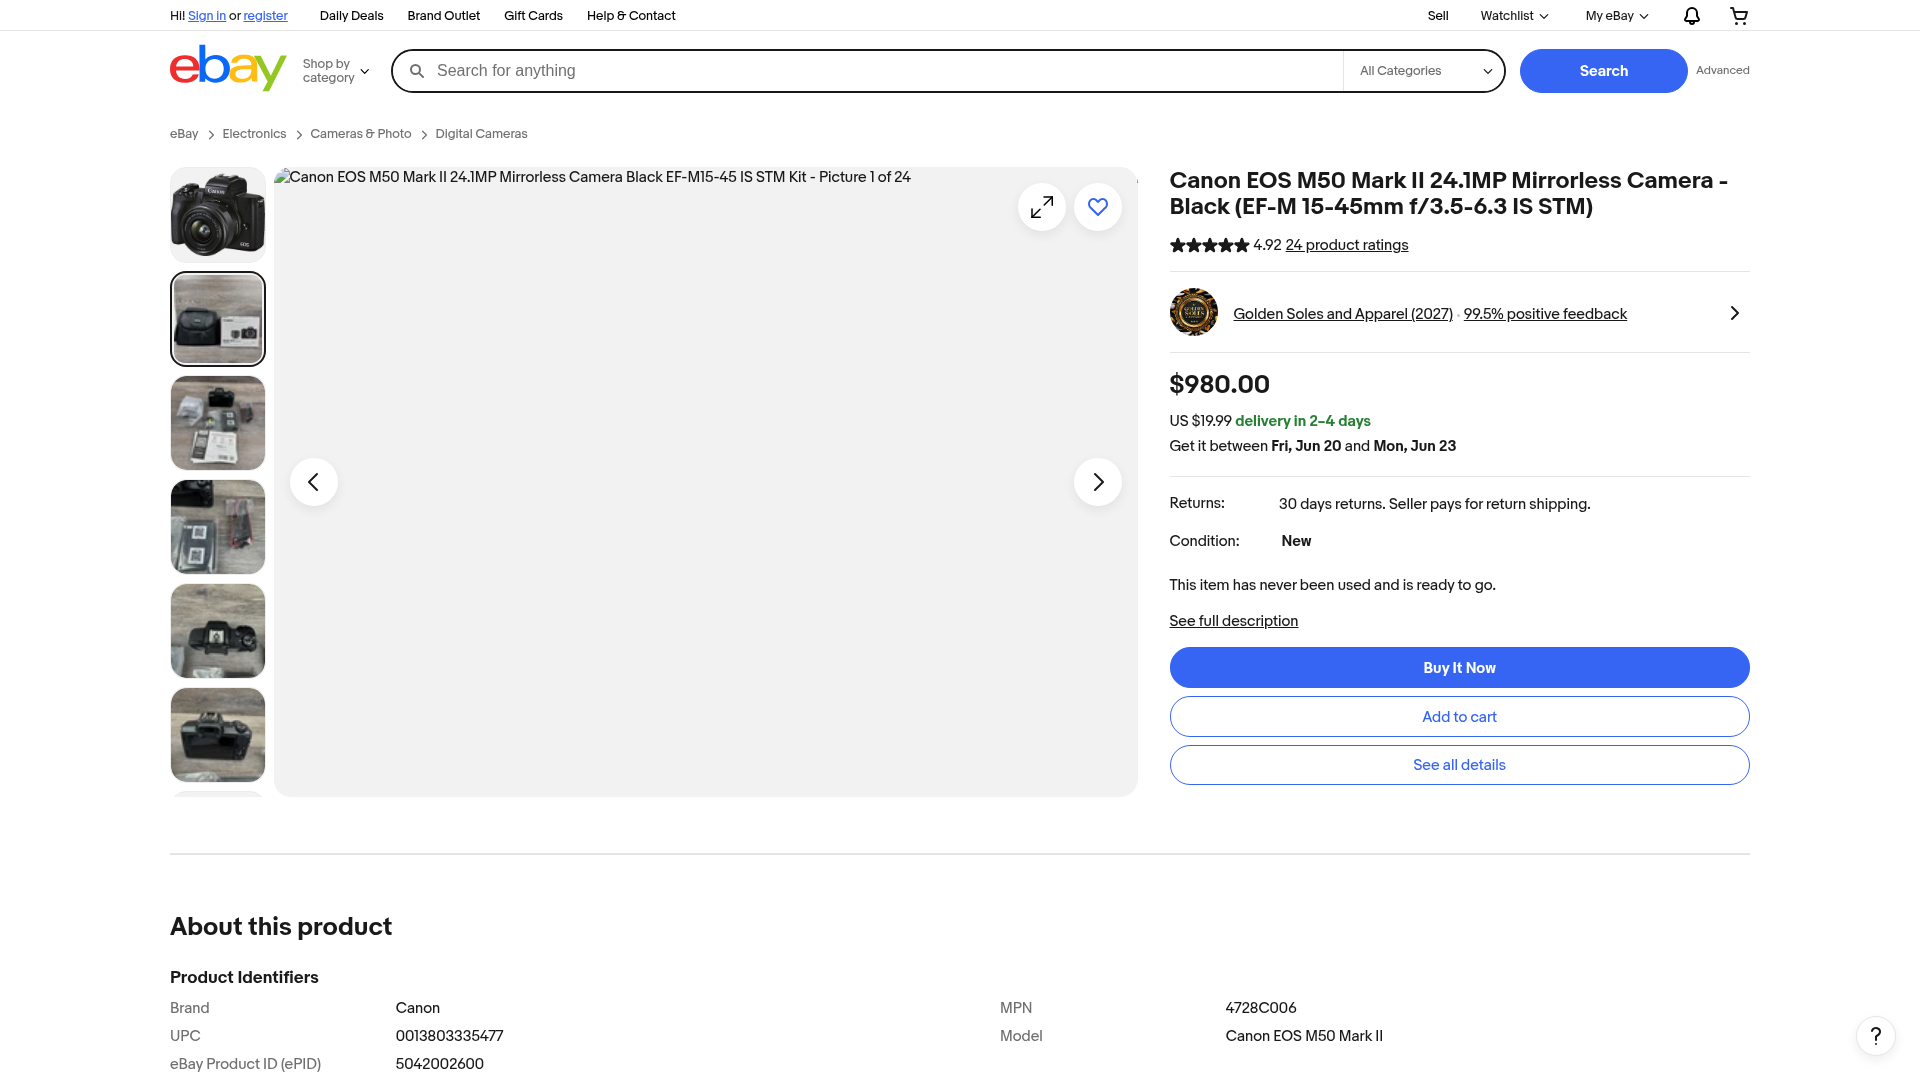 Hi! Sign in or register
Daily Deals
Brand Outlet
Gift Cards
Help & Contact
Sell
Watchlist
My eBay
ebay
Shop by
category
Search for anything
All Categories
Search
Advanced
eBay
Electronics
Cameras & Photo
Digital Cameras
Canon EOS M50 Mark II 24.1MP Mirrorless Camera Black EF-M15-45 IS STM Kit - Picture 1 of 24
Canon EOS M50 Mark II 24.1MP Mirrorless Camera -
Black (EF-M 15-45mm f/3.5-6.3 IS STM)
4.92 24 product ratings
Golden Soles and Apparel (2027) · 99.5% positive feedback
$980.00
US $19.99 delivery in 2–4 days
Get it between Fri, Jun 20 and Mon, Jun 23
Returns: 30 days returns. Seller pays for return shipping.
Condition: New
This item has never been used and is ready to go.
See full description
Buy It Now
Add to cart
See all details
About this product
Product Identifiers
Brand Canon
MPN 4728C006
UPC 0013803335477
Model Canon EOS M50 Mark II
eBay Product ID (ePID) 5042002600
?